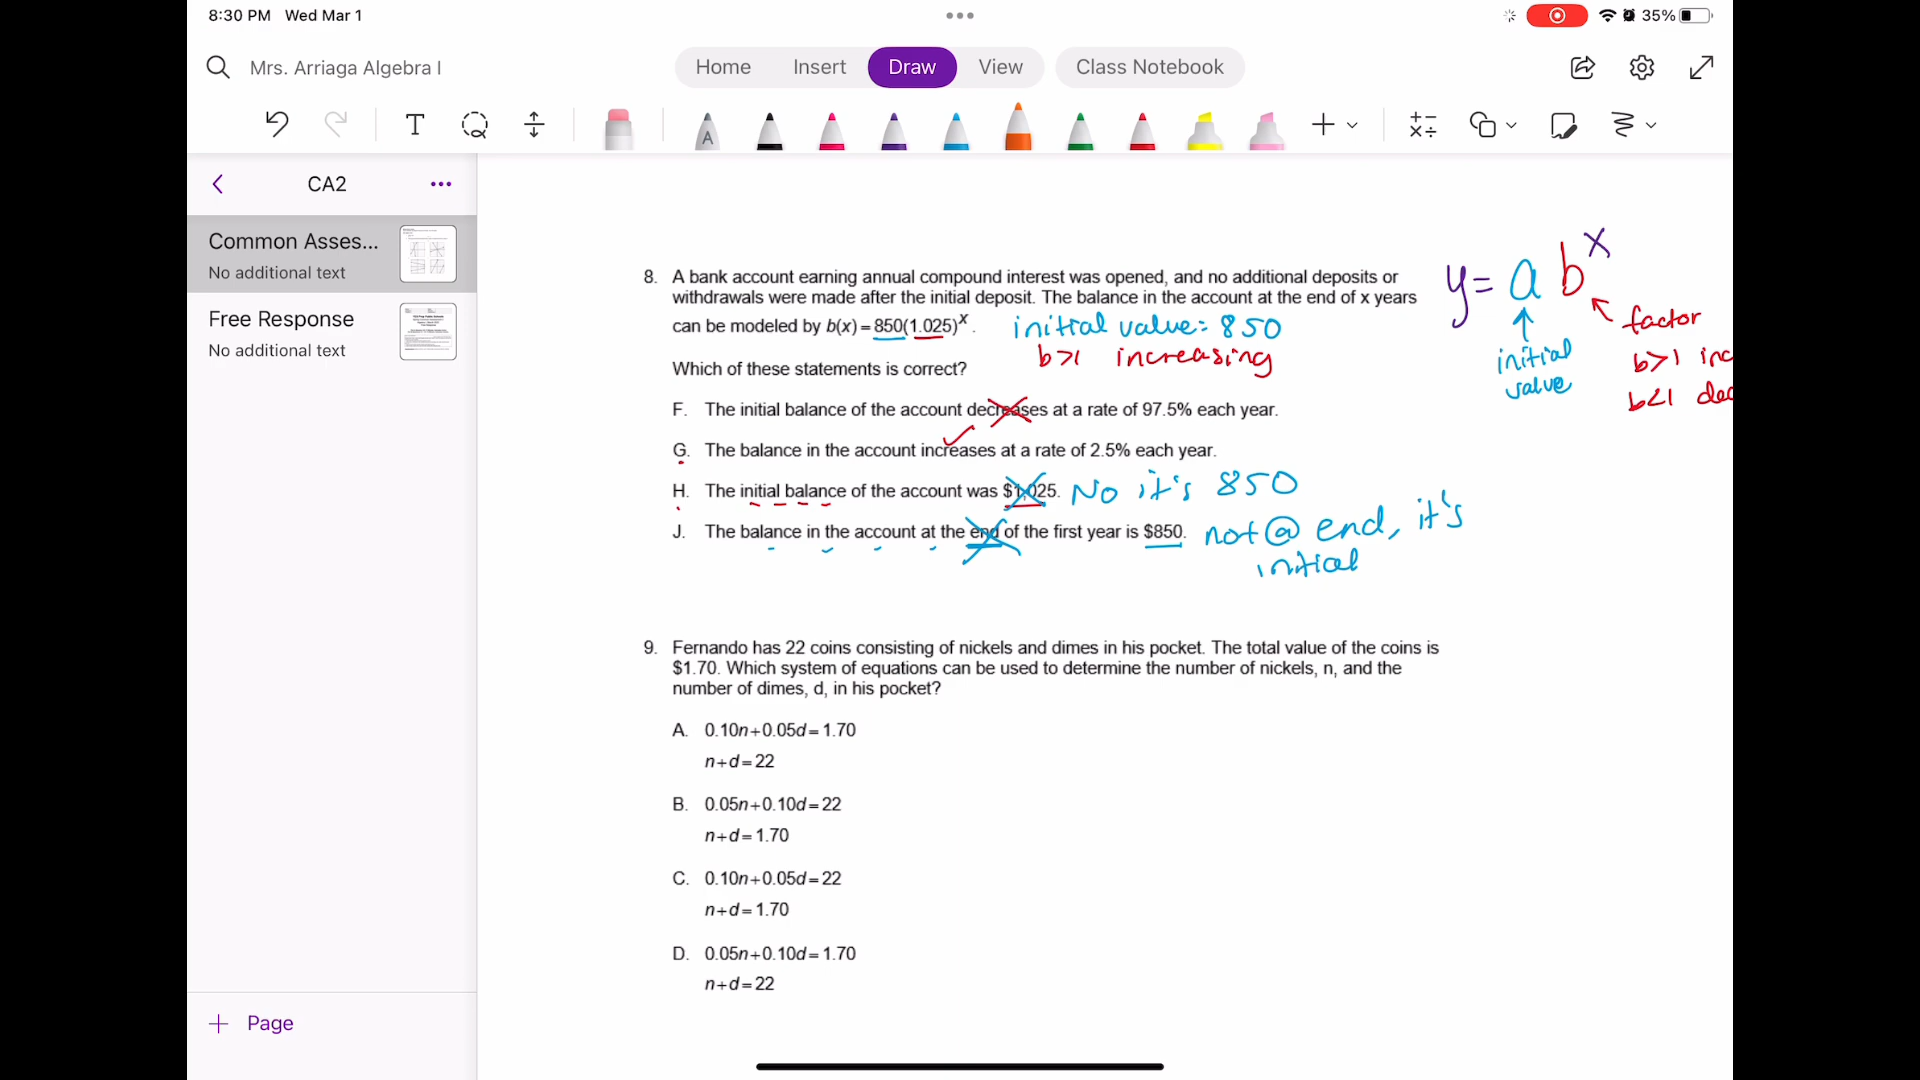 8:30 PM Wed Mar 1
35%
Mrs. Arriaga Algebra I
Home Insert Draw View Class Notebook
T A
CA2
Common Asses...
No additional text
Free Response
No additional text
Page
8. A bank account earning annual compound interest was opened, and no additional deposits or
withdrawals were made after the initial deposit. The balance in the account at the end of x years
can be modeled by b(x) = 850(1.025)^x. initial value: 850
b>1 increasing
Which of these statements is correct?
F. The initial balance of the account decreases at a rate of 97.5% each year.
G. The balance in the account increases at a rate of 2.5% each year.
H. The initial balance of the account was $1,025. No it's 850
J. The balance in the account at the end of the first year is $850. not @ end, it's
initial
y = a b^x
factor
initial
value
b>1 inc
b<1 dec
9. Fernando has 22 coins consisting of nickels and dimes in his pocket. The total value of the coins is
$1.70. Which system of equations can be used to determine the number of nickels, n, and the
number of dimes, d, in his pocket?
A. 0.10n+0.05d=1.70
n+d=22
B. 0.05n+0.10d=22
n+d=1.70
C. 0.10n+0.05d=22
n+d=1.70
D. 0.05n+0.10d=1.70
n+d=22